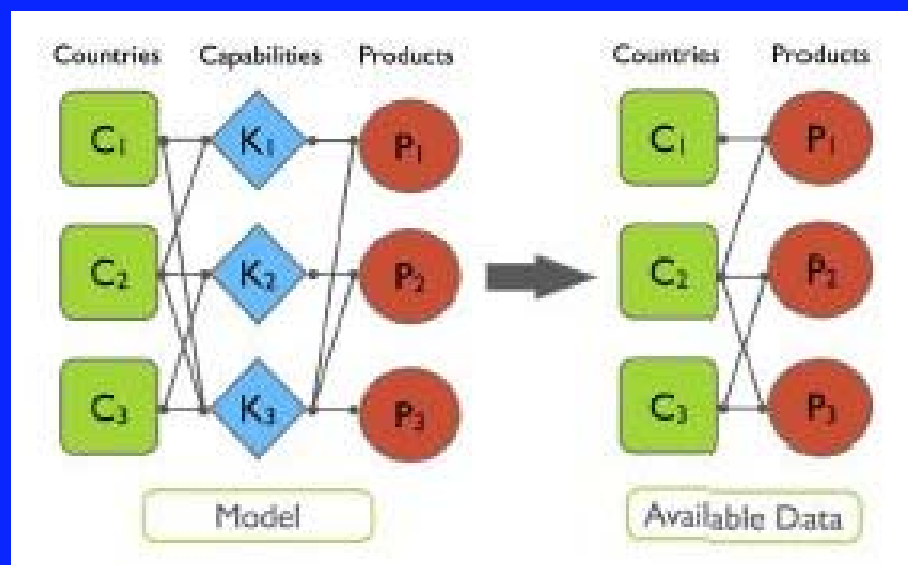 Countries Capabilities Products Countries Products
C₁ K₁ P₁ C₁ P₁
C₂ K₂ P₂ C₂ P₂
C₃ K₃ P₃ C₃ P₃
Model Available Data